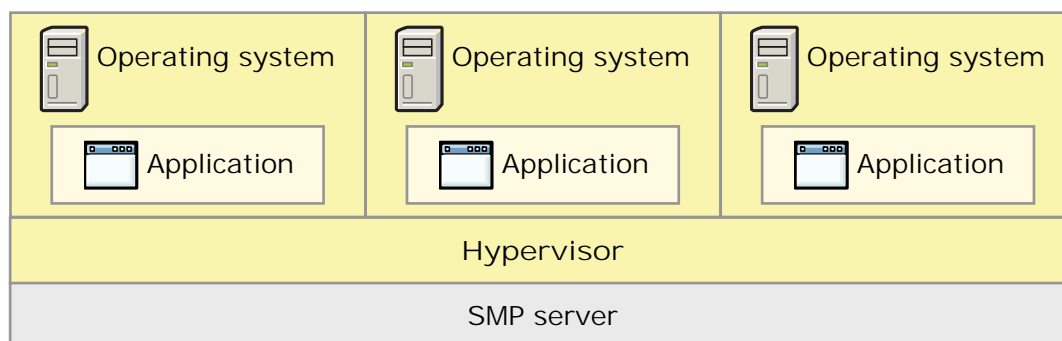 Operating system
Operating system
Operating system
Application
Application
Application
Hypervisor
SMP server